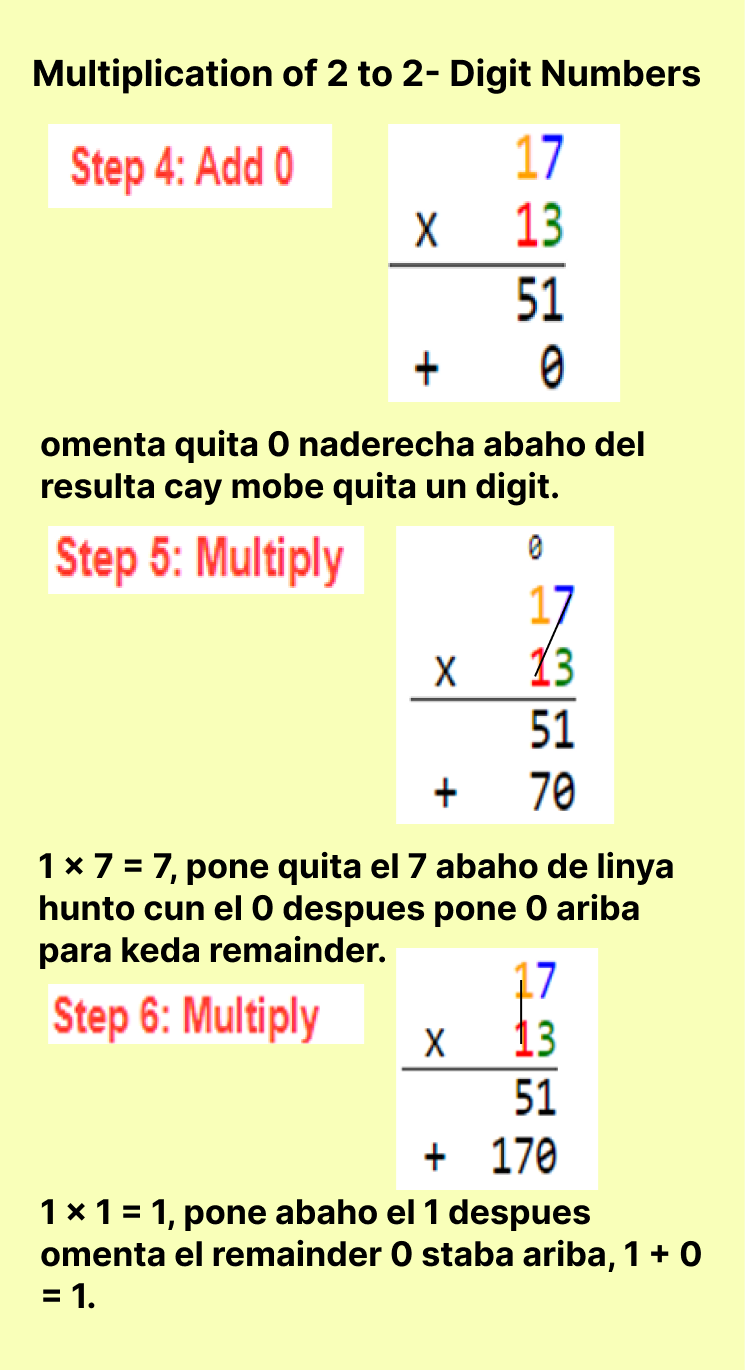 Multiplication of 2 to 2- Digit Numbers
Step 4: Add 0
17
x 13
51
+ 0
omenta quita 0 naderecha abaho del
resulta cay mobe quita un digit.
Step 5: Multiply
0
17
x 13
51
+ 70
1 × 7 = 7, pone quita el 7 abaho de linya
hunto cun el 0 despues pone 0 ariba
para keda remainder.
Step 6: Multiply
17
x 13
51
+ 170
1 × 1 = 1, pone abaho el 1 despues
omenta el remainder 0 staba ariba, 1 + 0
= 1.